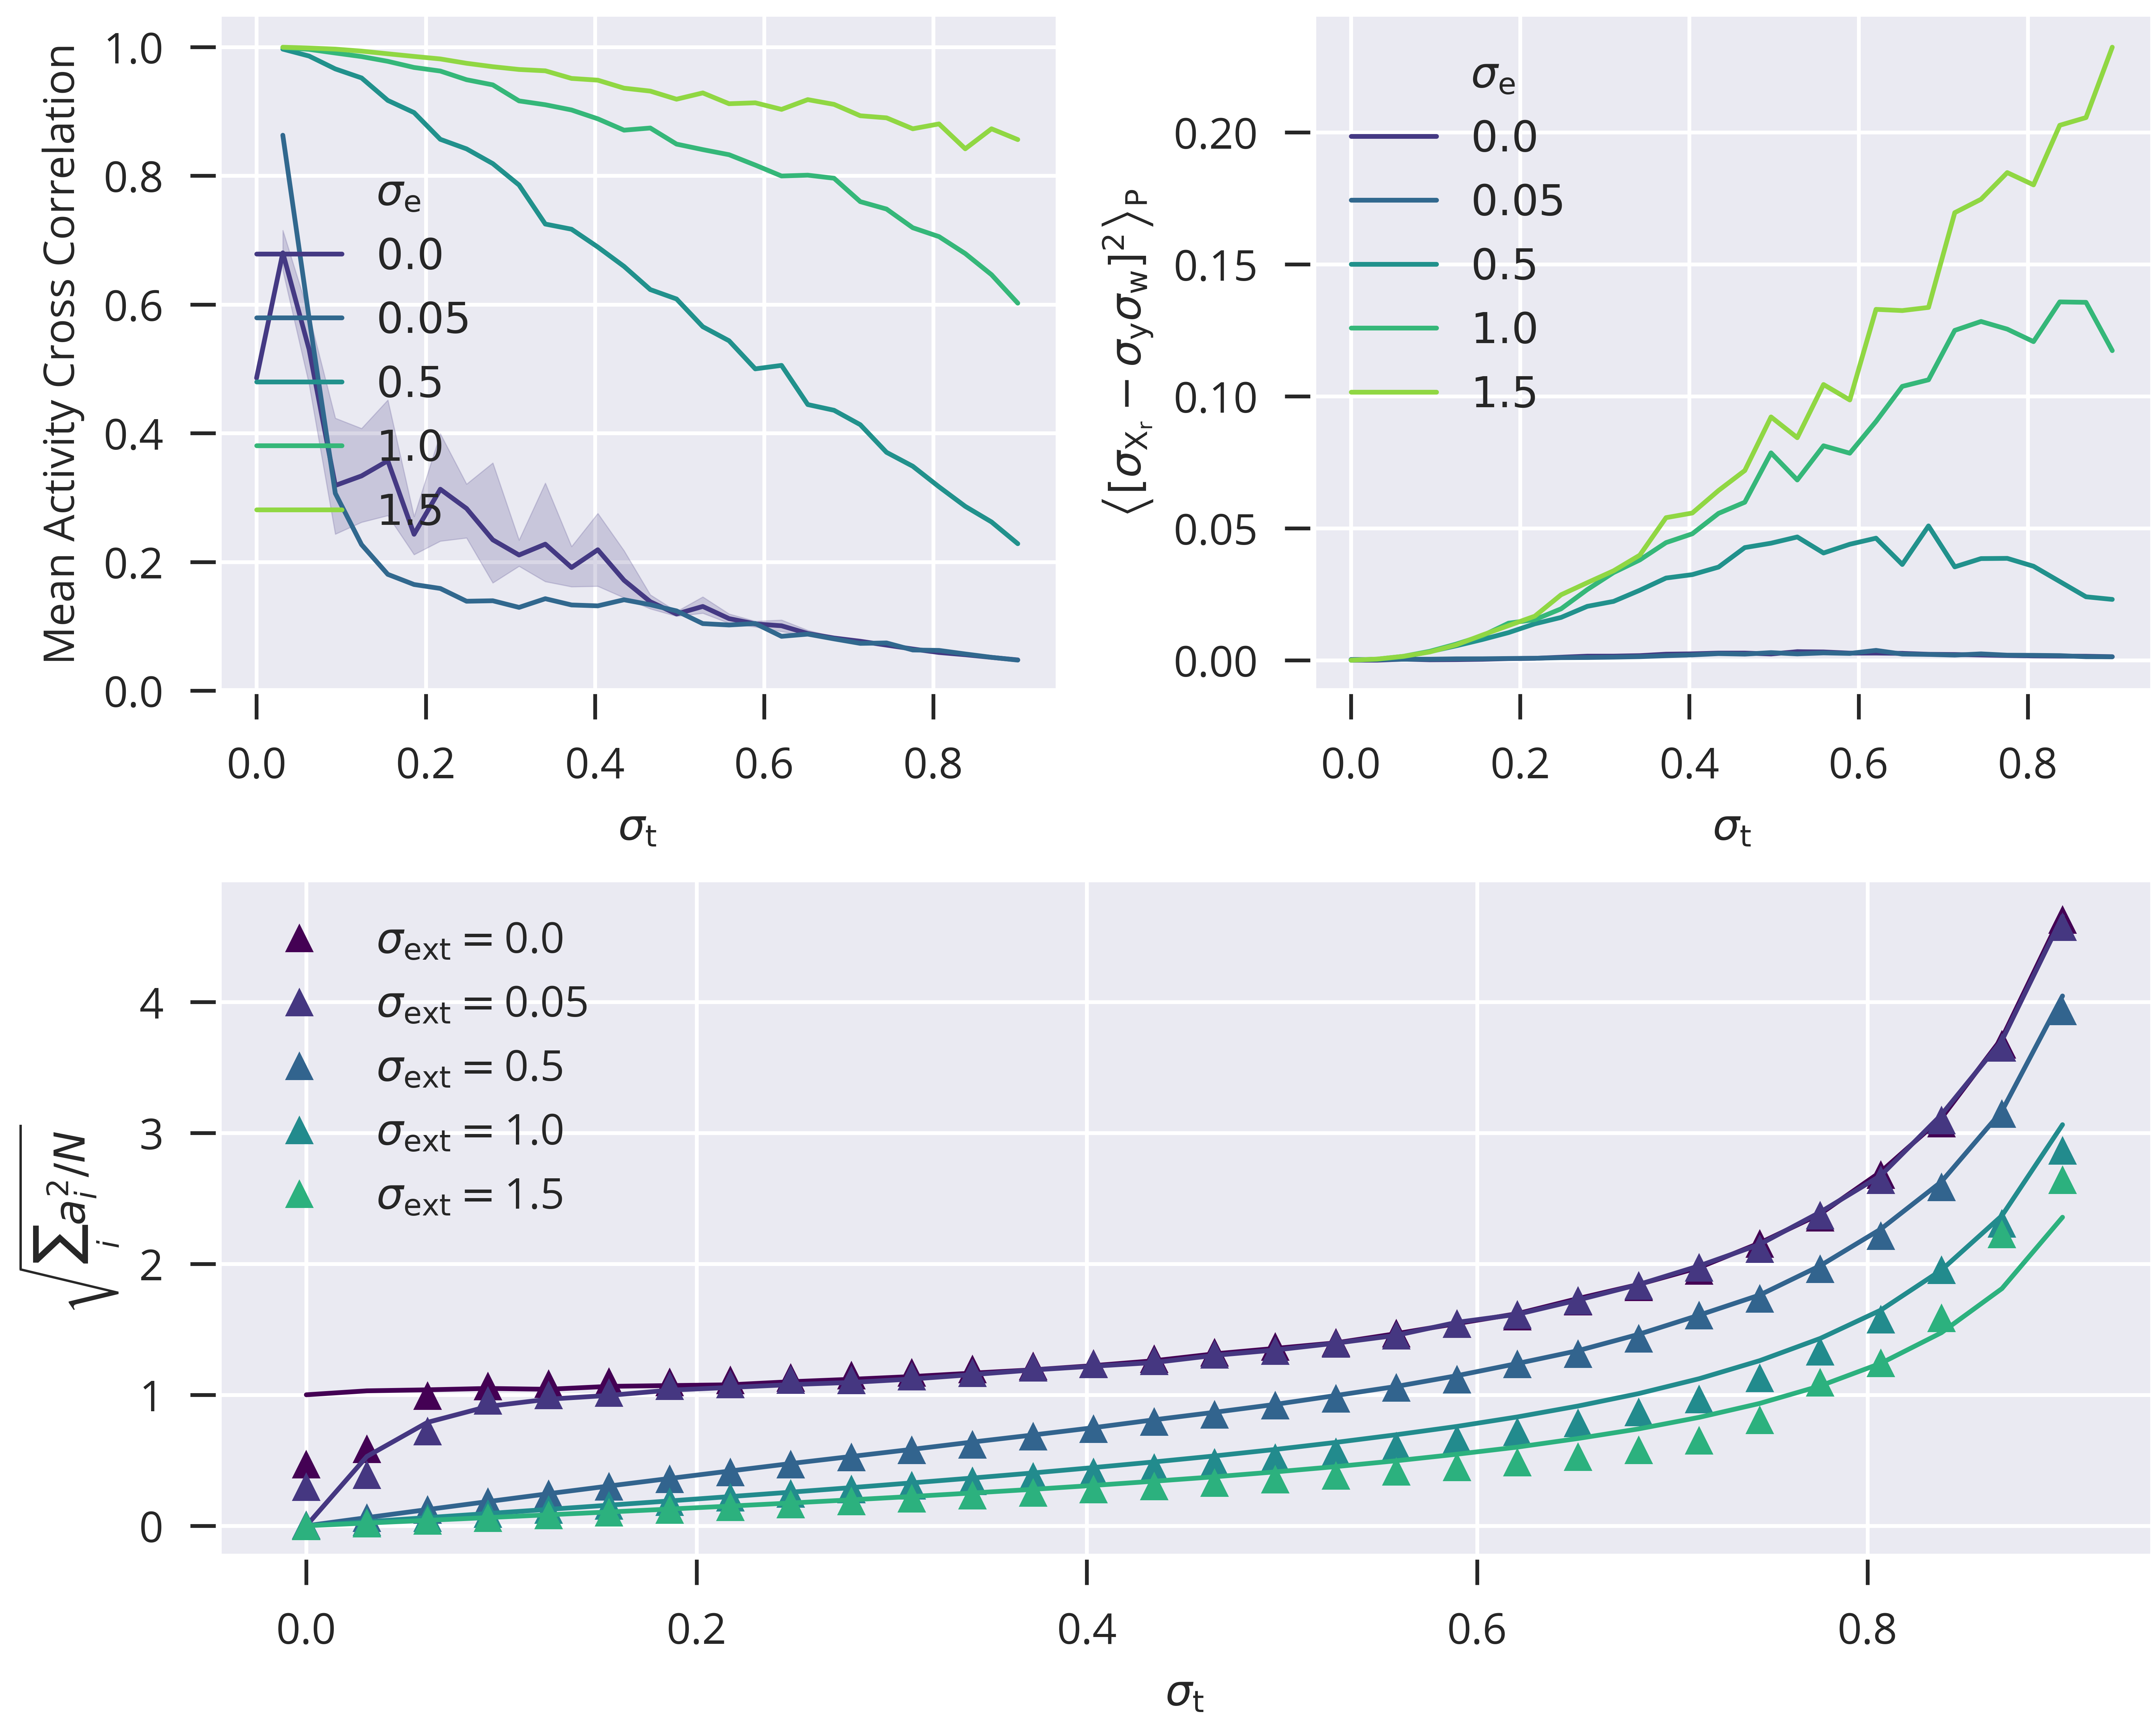 Mean Activity Cross Correlation
1.0
0.8
0.6
0.4
0.2
0.0
σe
0.0
0.05
0.5
1.0
1.5
0.0 0.2 0.4 0.6 0.8
σt
⟨[σxr − σyσw]²⟩P
0.20
0.15
0.10
0.05
0.00
σe
0.0
0.05
0.5
1.0
1.5
0.0 0.2 0.4 0.6 0.8
σt
√∑i ai²/N
4
3
2
1
0
σext = 0.0
σext = 0.05
σext = 0.5
σext = 1.0
σext = 1.5
0.0 0.2 0.4 0.6 0.8
σt